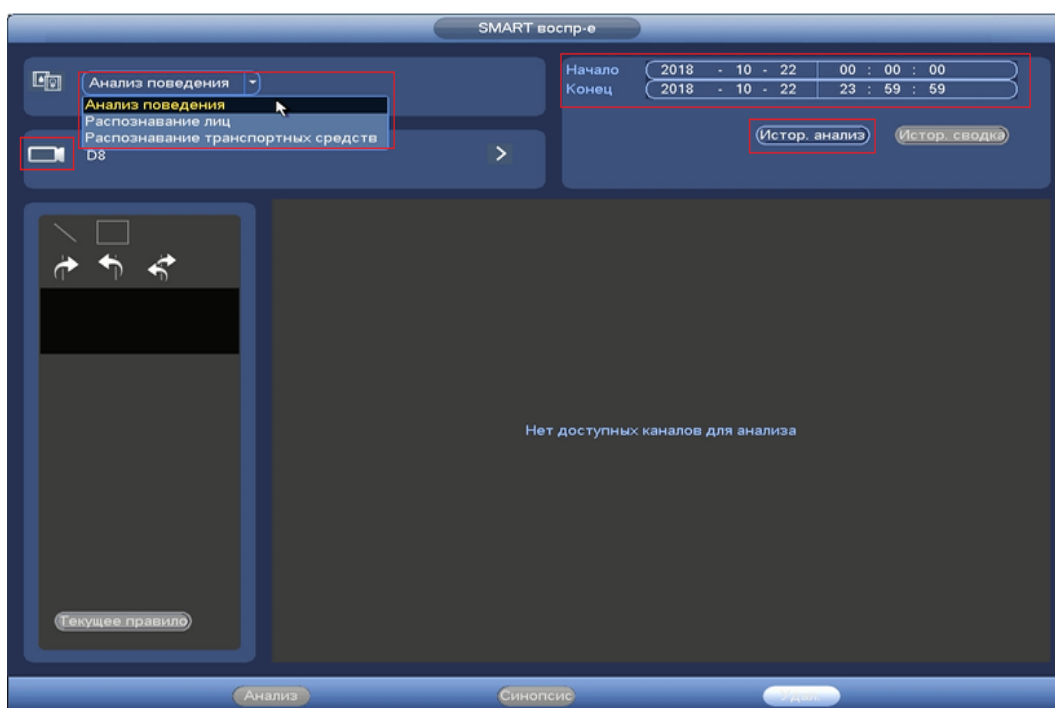 SMART воспр-е
Анализ поведения
Анализ поведения
Распознавание лиц
Распознавание транспортных средств
D8
Начало 2018 - 10 - 22 00 : 00 : 00
Конец 2018 - 10 - 22 23 : 59 : 59
Истор. анализ Истор. сводка
Нет доступных каналов для анализа
Текущее правило
Анализ Синопсис